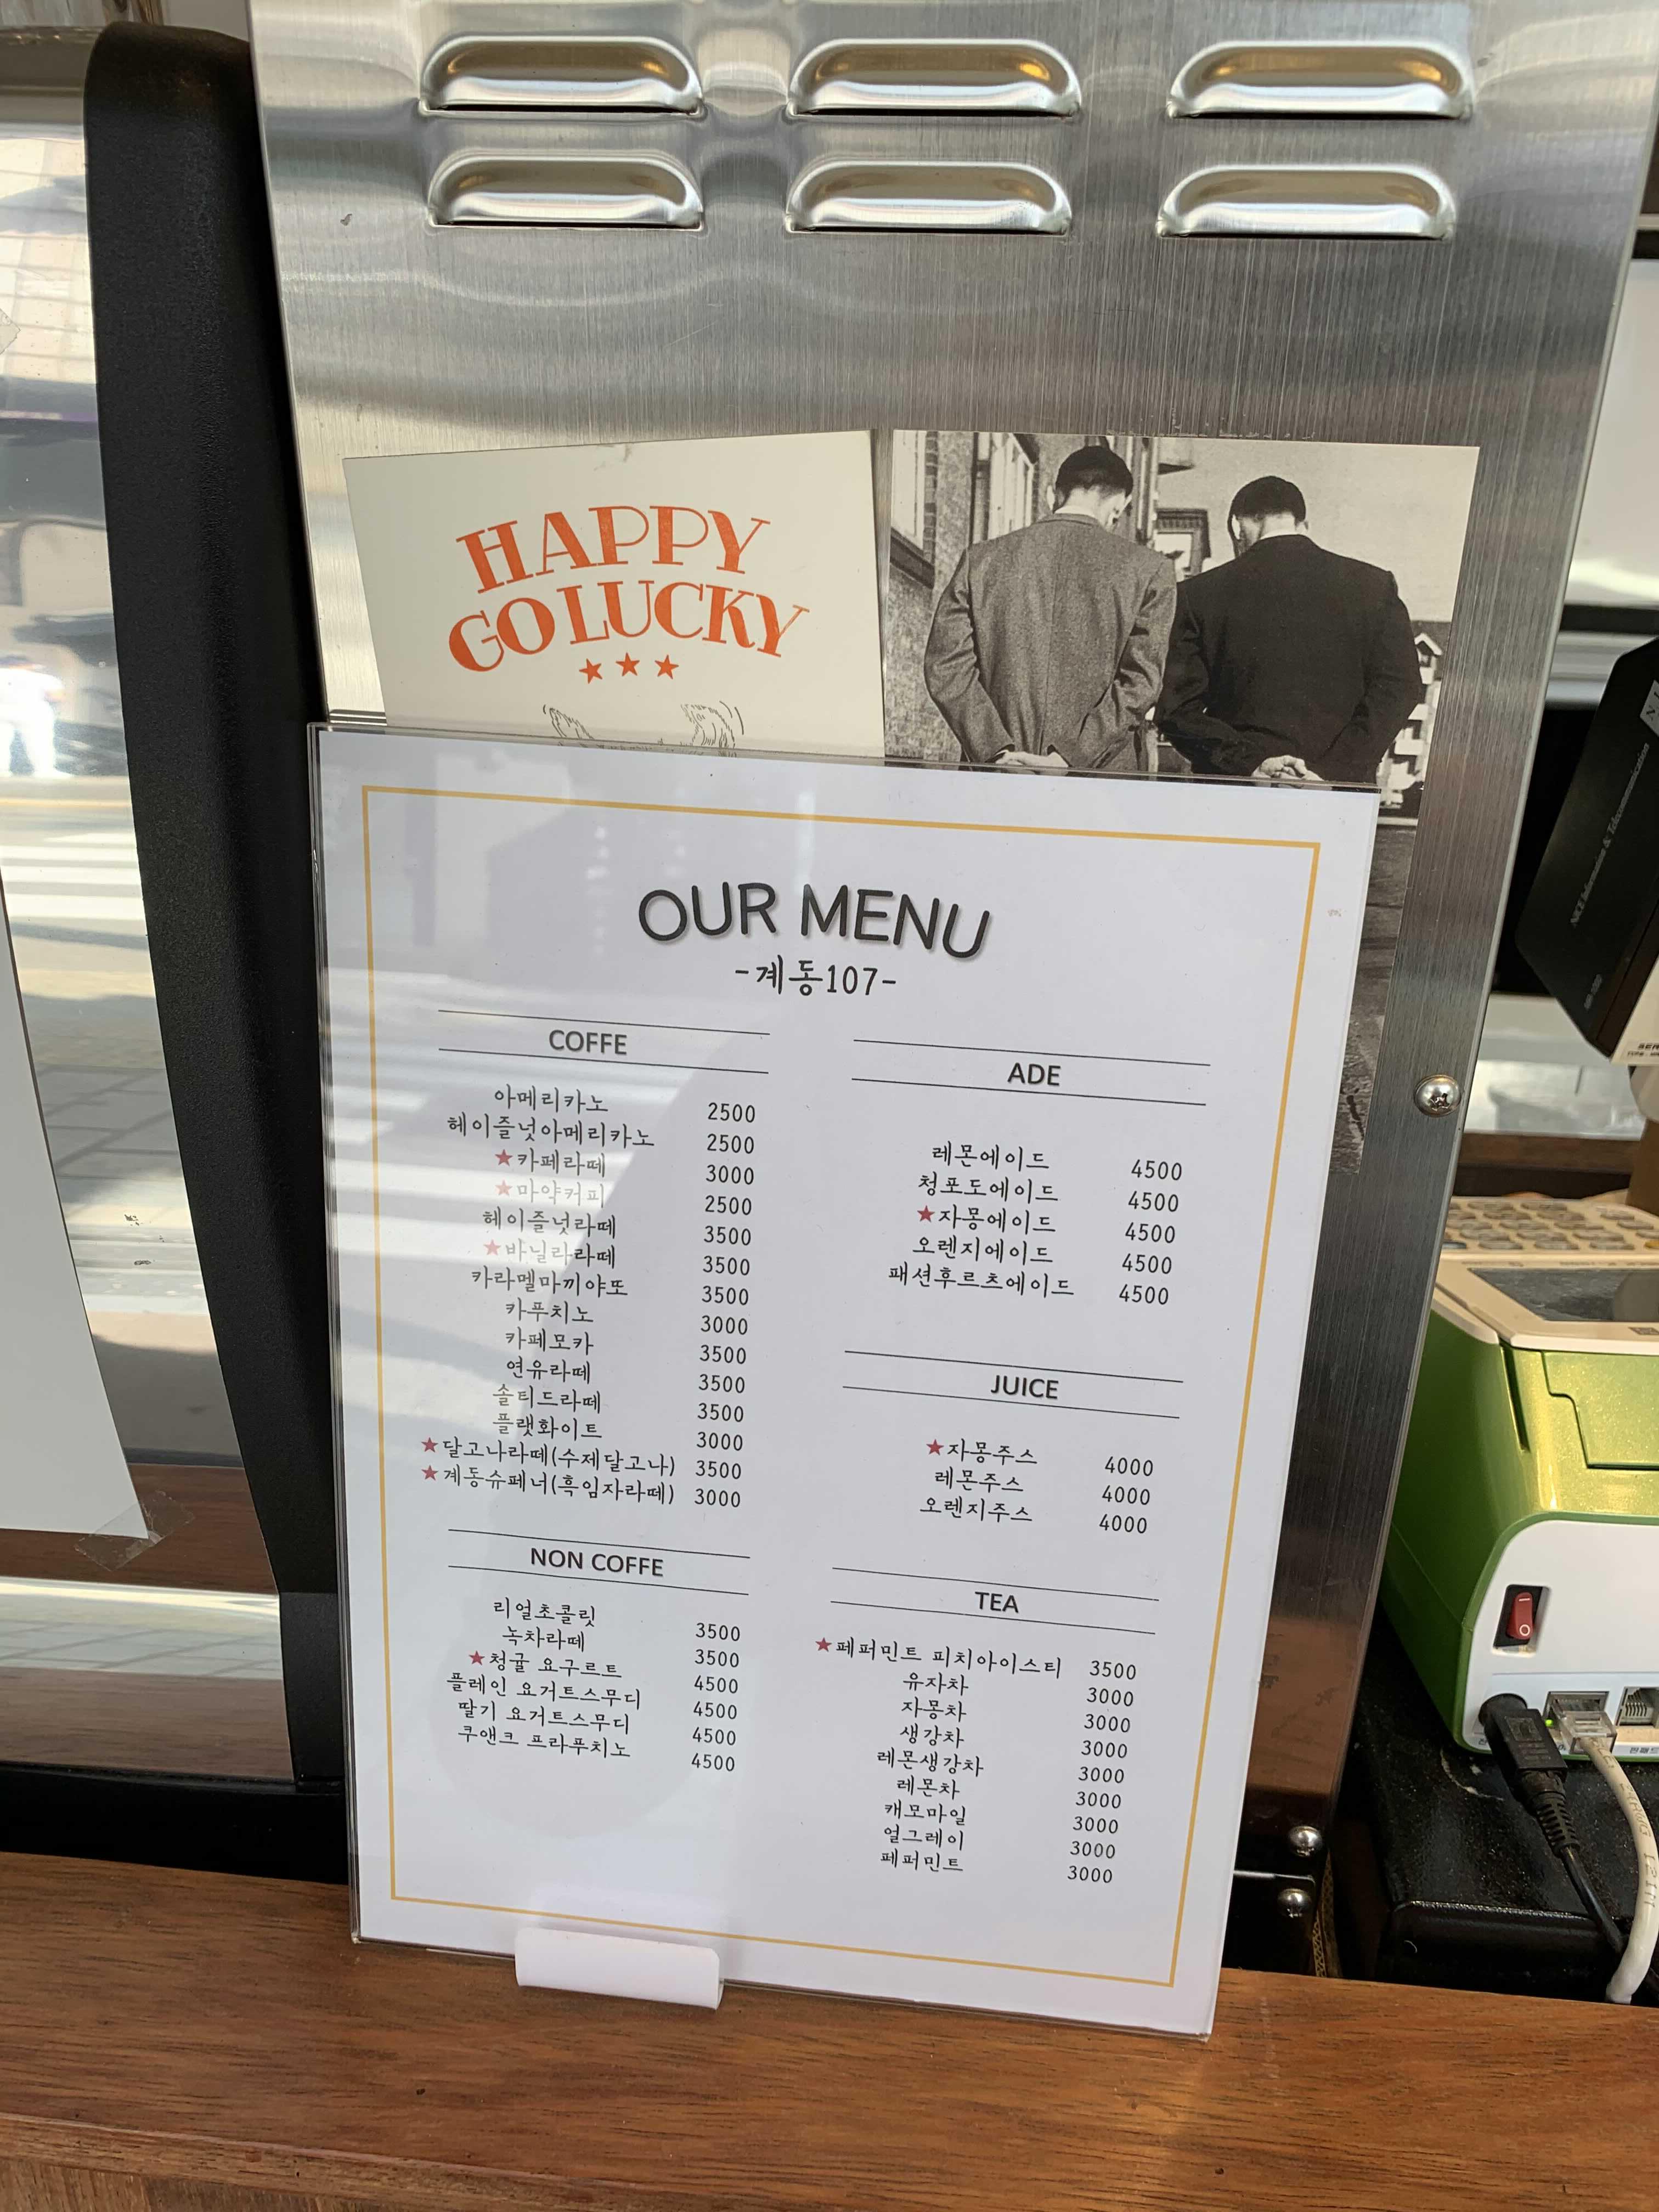 HAPPY
GO LUCKY
OUR MENU
-계동107-
COFFE
아메리카노 2500
헤이즐넛아메리카노 2500
★카페라떼 3000
★마약커피 2500
헤이즐넛라떼 3500
★바닐라라떼 3500
카라멜마끼야또 3500
카푸치노 3000
카페모카 3500
연유라떼 3500
솔티드라떼 3500
플랫화이트 3000
★달고나라떼(수제달고나) 3500
★계동슈페너(흑임자라떼) 3000
NON COFFE
리얼초콜릿 3500
녹차라떼 3500
★청귤 요구르트 4500
플레인 요거트스무디 4500
딸기 요거트스무디 4500
쿠앤크 프라푸치노 4500
ADE
레몬에이드 4500
청포도에이드 4500
★자몽에이드 4500
오렌지에이드 4500
패션후르츠에이드 4500
JUICE
★자몽주스 4000
레몬주스 4000
오렌지주스 4000
TEA
★페퍼민트 피치아이스티 3500
유자차 3000
자몽차 3000
생강차 3000
레몬생강차 3000
레몬차 3000
캐모마일 3000
얼그레이 3000
페퍼민트 3000
NICE Information & Telecommunication